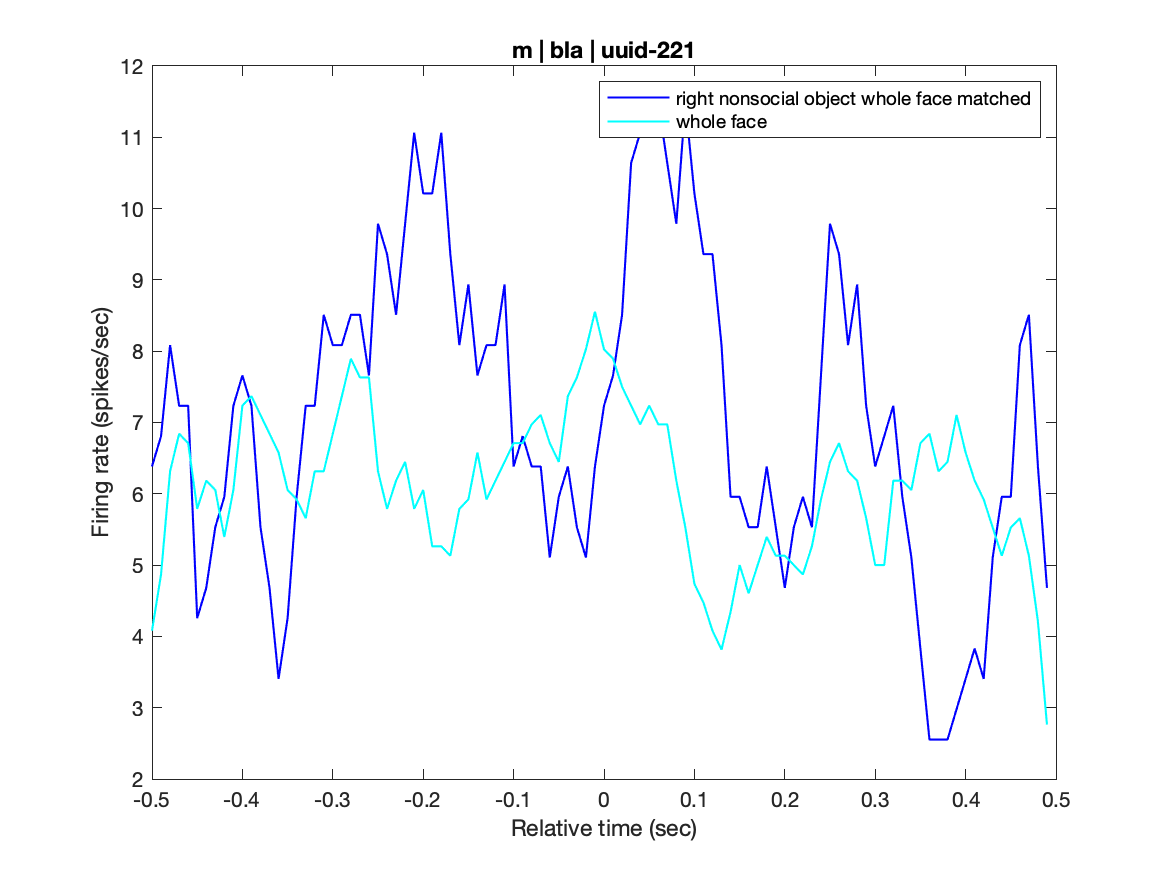 m | bla | uuid-221
right nonsocial object whole face matched
whole face
12
11
10
9
8
7
6
5
4
3
2
Firing rate (spikes/sec)
-0.5 -0.4 -0.3 -0.2 -0.1 0 0.1 0.2 0.3 0.4 0.5
Relative time (sec)